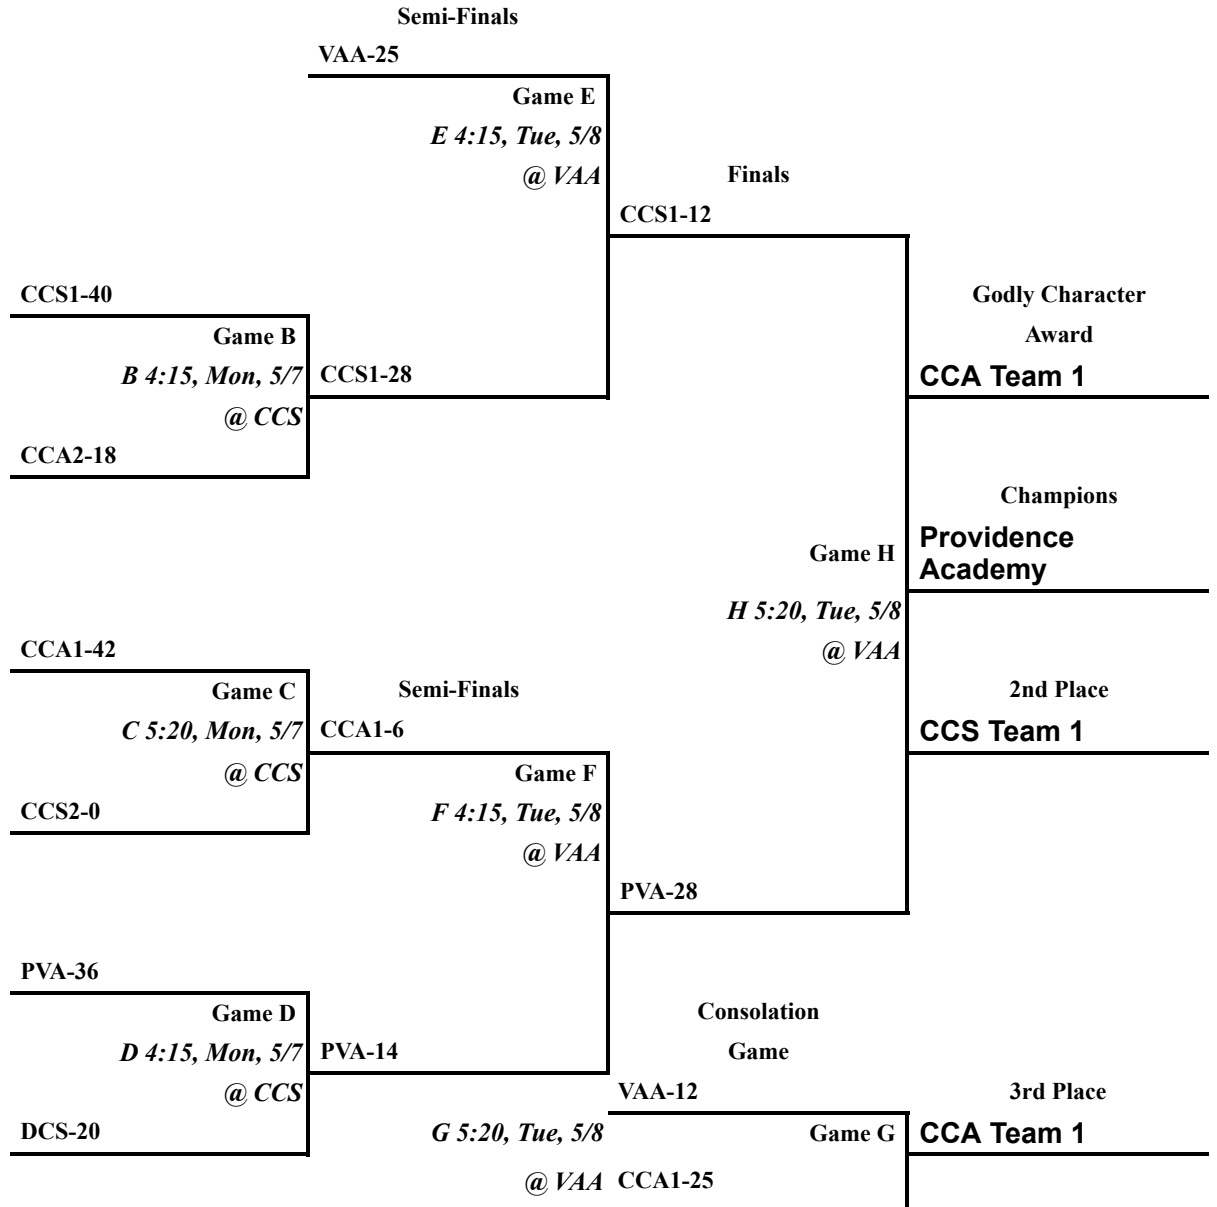 Semi-Finals
VAA-25
Game E
E 4:15, Tue, 5/8
@ VAA
Finals
CCS1-12
CCS1-40
Godly Character
Award
Game B
B 4:15, Mon, 5/7
CCS1-28
CCA Team 1
@ CCS
CCA2-18
Champions
Providence
Academy
Game H
H 5:20, Tue, 5/8
@ VAA
CCA1-42
Game C
Semi-Finals
2nd Place
C 5:20, Mon, 5/7
CCA1-6
CCS Team 1
@ CCS
Game F
CCS2-0
F 4:15, Tue, 5/8
@ VAA
PVA-28
PVA-36
Game D
Consolation
Game
D 4:15, Mon, 5/7
PVA-14
@ CCS
VAA-12
3rd Place
DCS-20
G 5:20, Tue, 5/8
Game G
CCA Team 1
@ VAA
CCA1-25